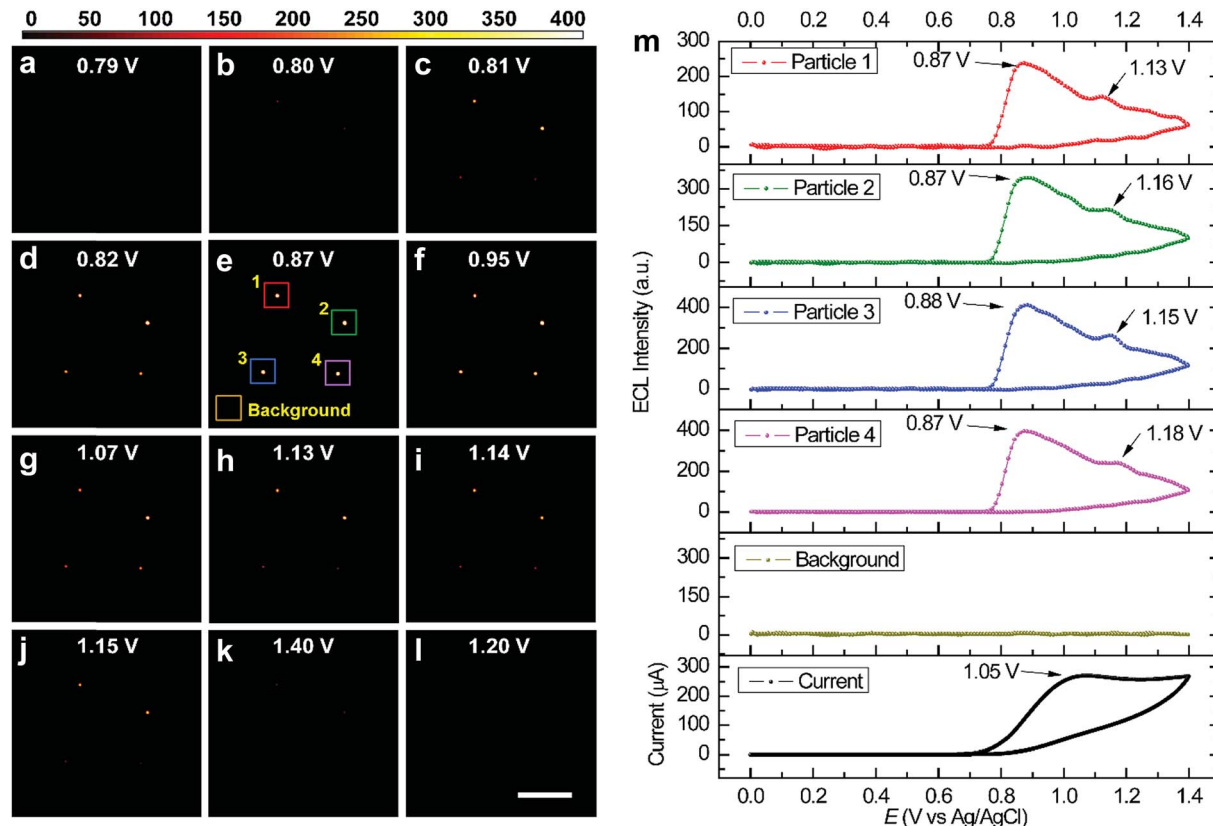 0 50 100 150 200 250 300 350 400
a 0.79 V
b 0.80 V
c 0.81 V
d 0.82 V
e 0.87 V
1
2
3
4
Background
f 0.95 V
g 1.07 V
h 1.13 V
i 1.14 V
j 1.15 V
k 1.40 V
l 1.20 V
m
0.0 0.2 0.4 0.6 0.8 1.0 1.2 1.4
300
200
100
0
Particle 1
0.87 V
1.13 V
300
150
0
Particle 2
0.87 V
1.16 V
400
200
0
Particle 3
0.88 V
1.15 V
400
200
0
Particle 4
0.87 V
1.18 V
300
150
0
Background
300
200
100
0
Current
1.05 V
ECL Intensity (a.u.)
Current (µA)
0.0 0.2 0.4 0.6 0.8 1.0 1.2 1.4
E (V vs Ag/AgCl)